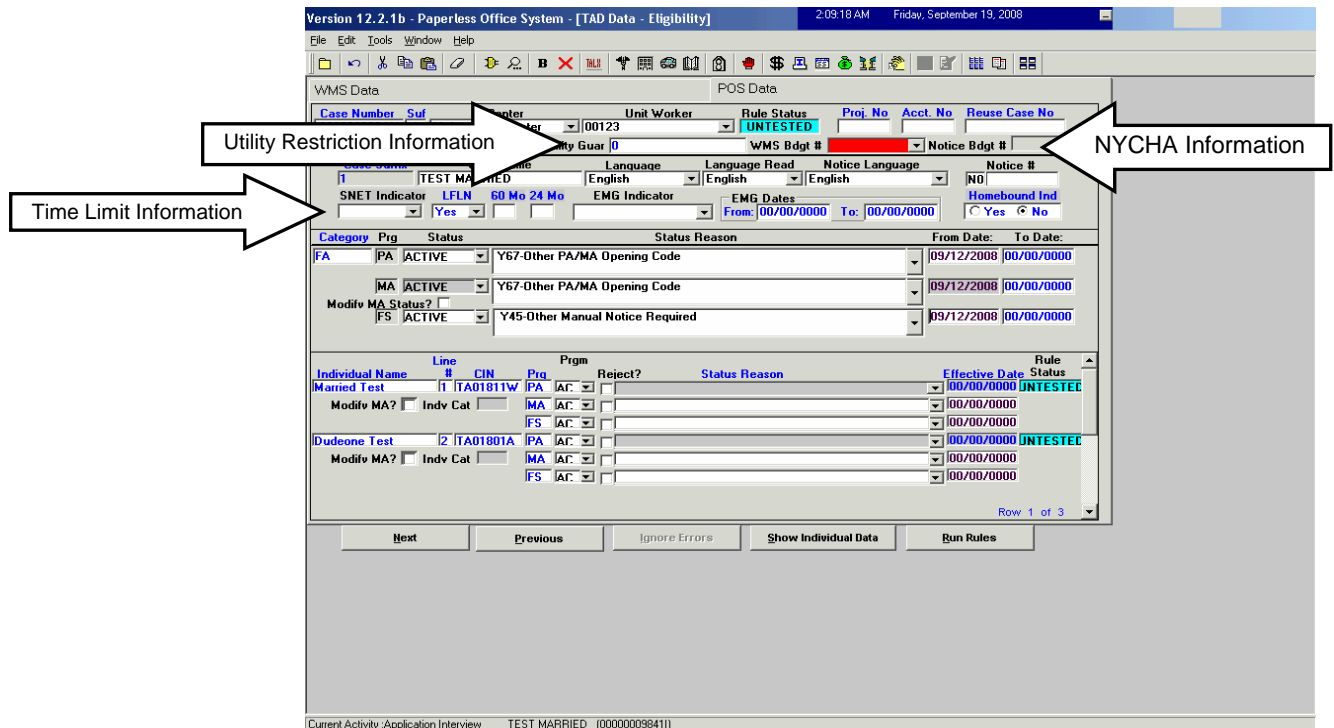 Version 12.2.1b - Paperless Office System - [TAD Data - Eligibility] 2:09:18 AM Friday, September 19, 2008
File Edit Tools Window Help
B TALX
WMS Data POS Data
Case Number Suf Unit Worker Rule Status Proj. No Acct. No Reuse Case No
00123 UNTESTED
Utility Restriction Information
Guar 0 WMS Bdgt # Notice Bdgt #
NYCHA Information
Language Language Read Notice Language Notice #
1 TEST MARRIED English English English N0
SNET Indicator LFLN 60 Mo 24 Mo EMG Indicator EMG Dates Homebound Ind
Time Limit Information
Yes From: 00/00/0000 To: 00/00/0000 Yes No
Category Prg Status Status Reason From Date: To Date:
FA PA ACTIVE Y67-Other PA/MA Opening Code 09/12/2008 00/00/0000
MA ACTIVE Y67-Other PA/MA Opening Code 09/12/2008 00/00/0000
Modify MA Status?
FS ACTIVE Y45-Other Manual Notice Required 09/12/2008 00/00/0000
Line Prgm Rule
Individual Name # CIN Prg Reject? Status Reason Effective Date Status
Married Test 1 TA01811W PA AC 00/00/0000 UNTESTED
Modify MA? Indv Cat MA AC 00/00/0000
FS AC 00/00/0000
Dudeone Test 2 TA01801A PA AC 00/00/0000 UNTESTED
Modify MA? Indv Cat MA AC 00/00/0000
FS AC 00/00/0000
Row 1 of 3
Next Previous Ignore Errors Show Individual Data Run Rules
Current Activity :Application Interview TEST MARRIED (00000009841I)